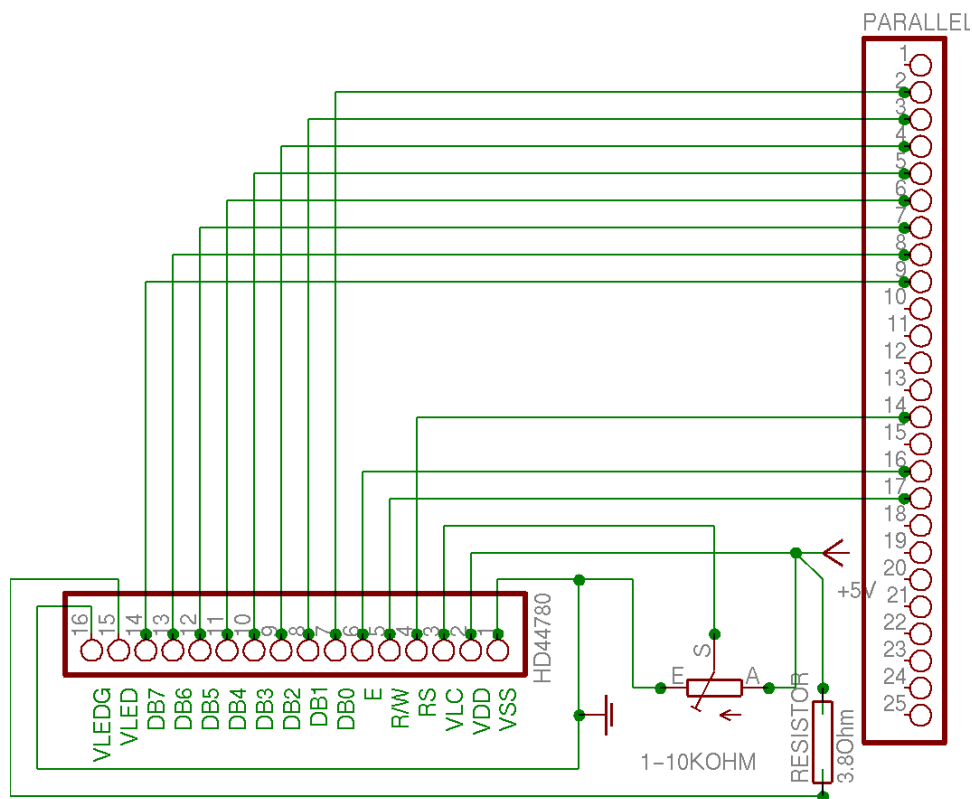 PARALLEL
1
2
3
4
5
6
7
8
9
10
11
12
13
14
15
16
17
18
19
20
21
22
23
24
25
+5V
16
15
14
13
12
11
10
9
8
7
6
5
4
3
2
1
HD44780
VLEDG
VLED
DB7
DB6
DB5
DB4
DB3
DB2
DB1
DB0
E
R/W
RS
VLC
VDD
VSS
S
E
A
1-10KOHM
RESISTOR
3.8Ohm